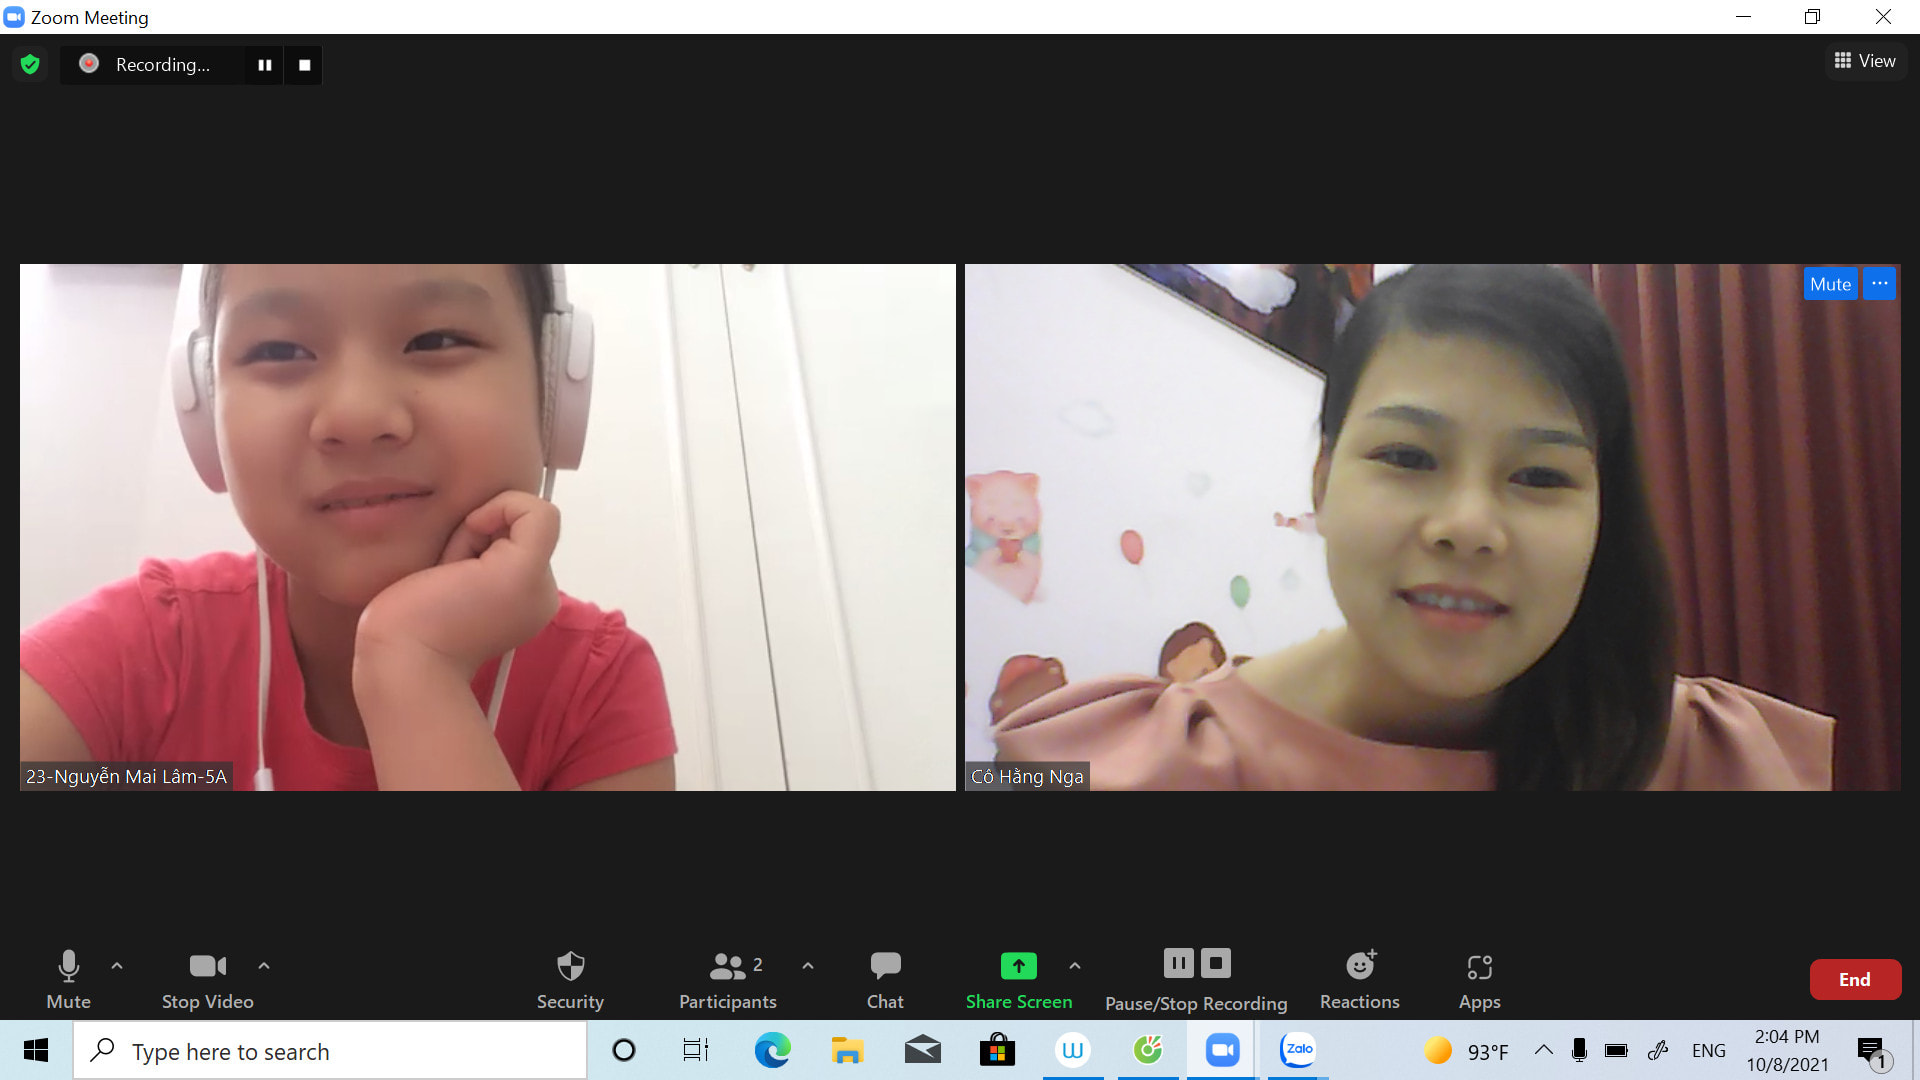 Zoom Meeting
Recording...
View
Mute
23-Nguyễn Mai Lâm-5A
Cô Hằng Nga
Mute
Stop Video
Security
Participants
2
Chat
Share Screen
Pause/Stop Recording
Reactions
Apps
End
Type here to search
Zalo
93°F
ENG
2:04 PM
10/8/2021
1